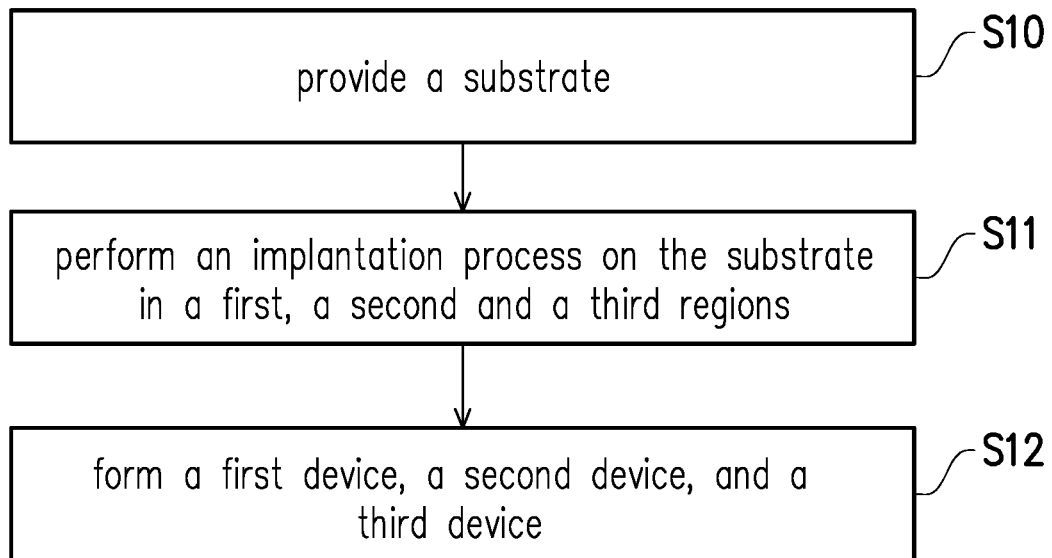 provide a substrate
S10
perform an implantation process on the substrate
in a first, a second and a third regions
S11
form a first device, a second device, and a
third device
S12